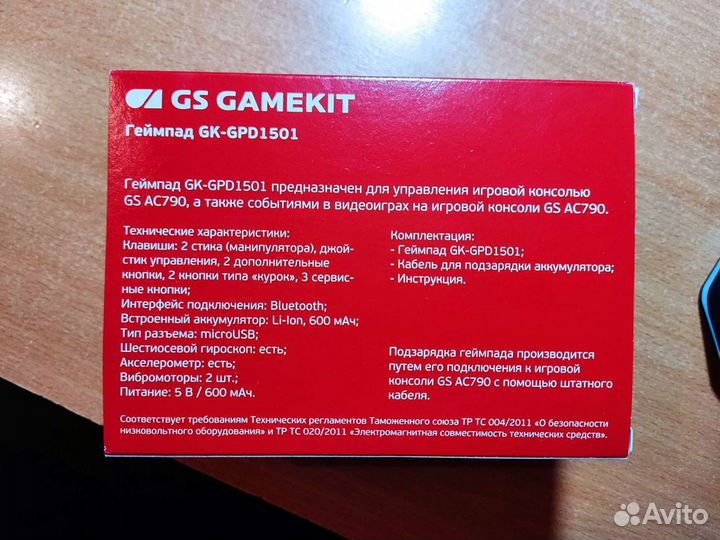 GS GAMEKIT
Геймпад GK-GPD1501
Геймпад GK-GPD1501 предназначен для управления игровой консолью
GS AC790, а также событиями в видеоиграх на игровой консоли GS AC790.
Технические характеристики:
Клавиши: 2 стика (манипулятора), джой-
стик управления, 2 дополнительные
кнопки, 2 кнопки типа «курок», 3 сервис-
ные кнопки;
Интерфейс подключения: Bluetooth;
Встроенный аккумулятор: Li-Ion, 600 мАч;
Тип разъема: microUSB;
Шестиосевой гироскоп: есть;
Акселерометр: есть;
Вибромоторы: 2 шт.;
Питание: 5 В / 600 мАч.
Комплектация:
- Геймпад GK-GPD1501;
- Кабель для подзарядки аккумулятора;
- Инструкция.
Подзарядка геймпада производится
путем его подключения к игровой
консоли GS AC790 с помощью штатного
кабеля.
Соответствует требованиям Технических регламентов Таможенного союза ТР ТС 004/2011 «О безопасности
низковольтного оборудования» и ТР ТС 020/2011 «Электромагнитная совместимость технических средств».
Avito